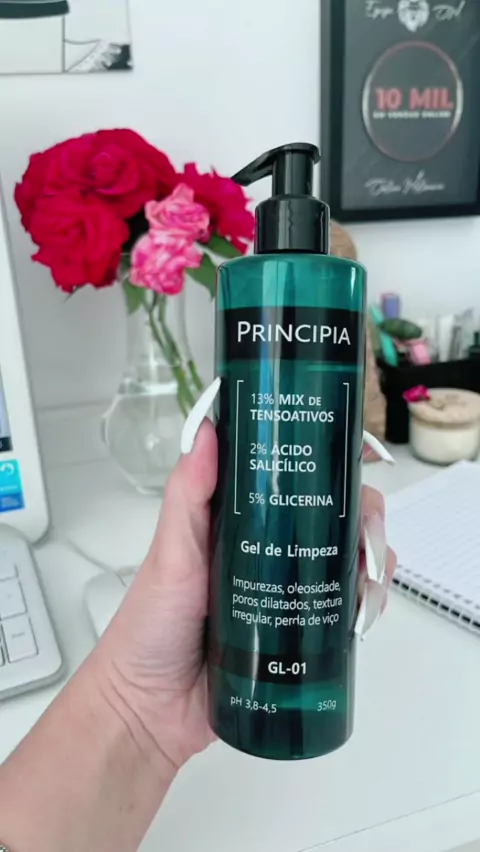 10 MIL
PRINCIPIA
13% MIX DE
TENSOATIVOS
2% ÁCIDO
SALICÍLICO
5% GLICERINA
Gel de Limpeza
Impurezas, oleosidade,
poros dilatados, textura
irregular, perda de viço
GL-01
pH 3,8-4,5
350g